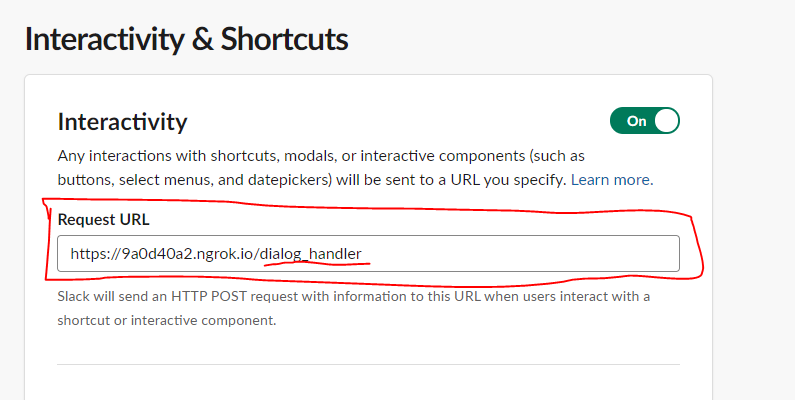 Interactivity & Shortcuts
Interactivity
On
Any interactions with shortcuts, modals, or interactive components (such as
buttons, select menus, and datepickers) will be sent to a URL you specify. Learn more.
Request URL
https://9a0d40a2.ngrok.io/dialog_handler
Slack will send an HTTP POST request with information to this URL when users interact with a
shortcut or interactive component.